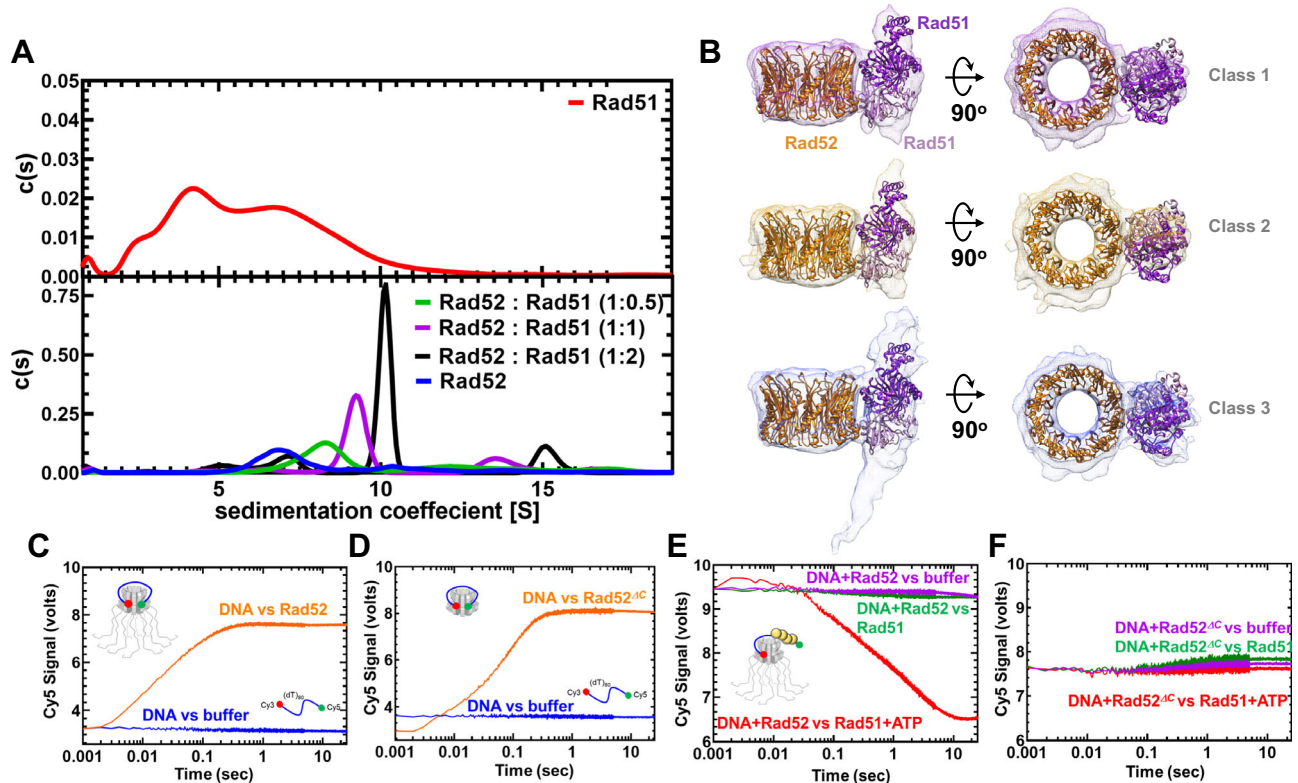 A
0.05
0.04
0.03
0.02
0.01
0.00
c(s)
Rad51
0.75
0.50
0.25
0.00
c(s)
Rad52 : Rad51 (1:0.5)
Rad52 : Rad51 (1:1)
Rad52 : Rad51 (1:2)
Rad52
5 10 15
sedimentation coeffecient [S]
B
Rad51
Rad52
Rad51
90o
Class 1
90o
Class 2
90o
Class 3
C
10
8
6
4
Cy5 Signal (volts)
DNA vs Rad52
(dT)80
Cy3
Cy5
DNA vs buffer
0.001 0.01 0.1 1 10
Time (sec)
D
10
8
6
4
Cy5 Signal (volts)
DNA vs Rad52ΔC
(dT)80
Cy3
Cy5
DNA vs buffer
0.001 0.01 0.1 1 10
Time (sec)
E
10
9
8
7
6
Cy5 Signal (volts)
DNA+Rad52 vs buffer
DNA+Rad52 vs
Rad51
DNA+Rad52 vs Rad51+ATP
0.001 0.01 0.1 1 10
Time (sec)
F
10
9
8
7
6
Cy5 Signal (volts)
DNA+Rad52ΔC vs buffer
DNA+Rad52ΔC vs Rad51
DNA+Rad52ΔC vs Rad51+ATP
0.001 0.01 0.1 1 10
Time (sec)